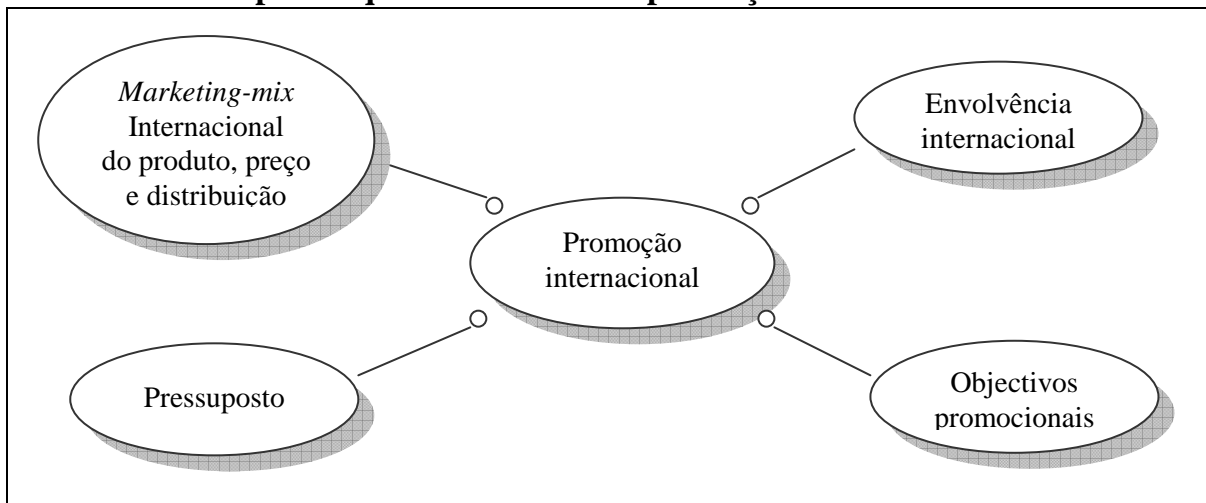 Marketing-mix
Internacional
do produto, preço
e distribuição
Envolvência
internacional
Promoção
internacional
Pressuposto
Objectivos
promocionais